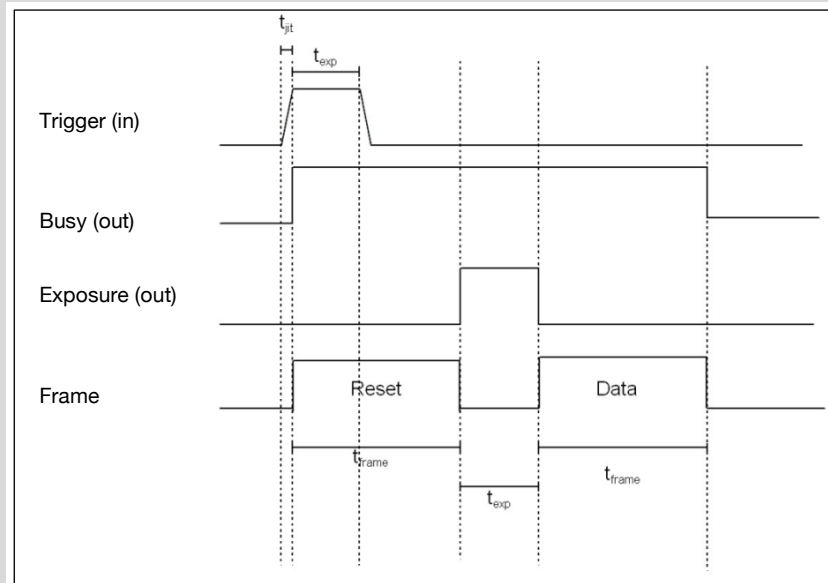 t_jit
t_exp
Trigger (in)
Busy (out)
Exposure (out)
Frame
Reset
Data
t_frame
t_frame
t_exp